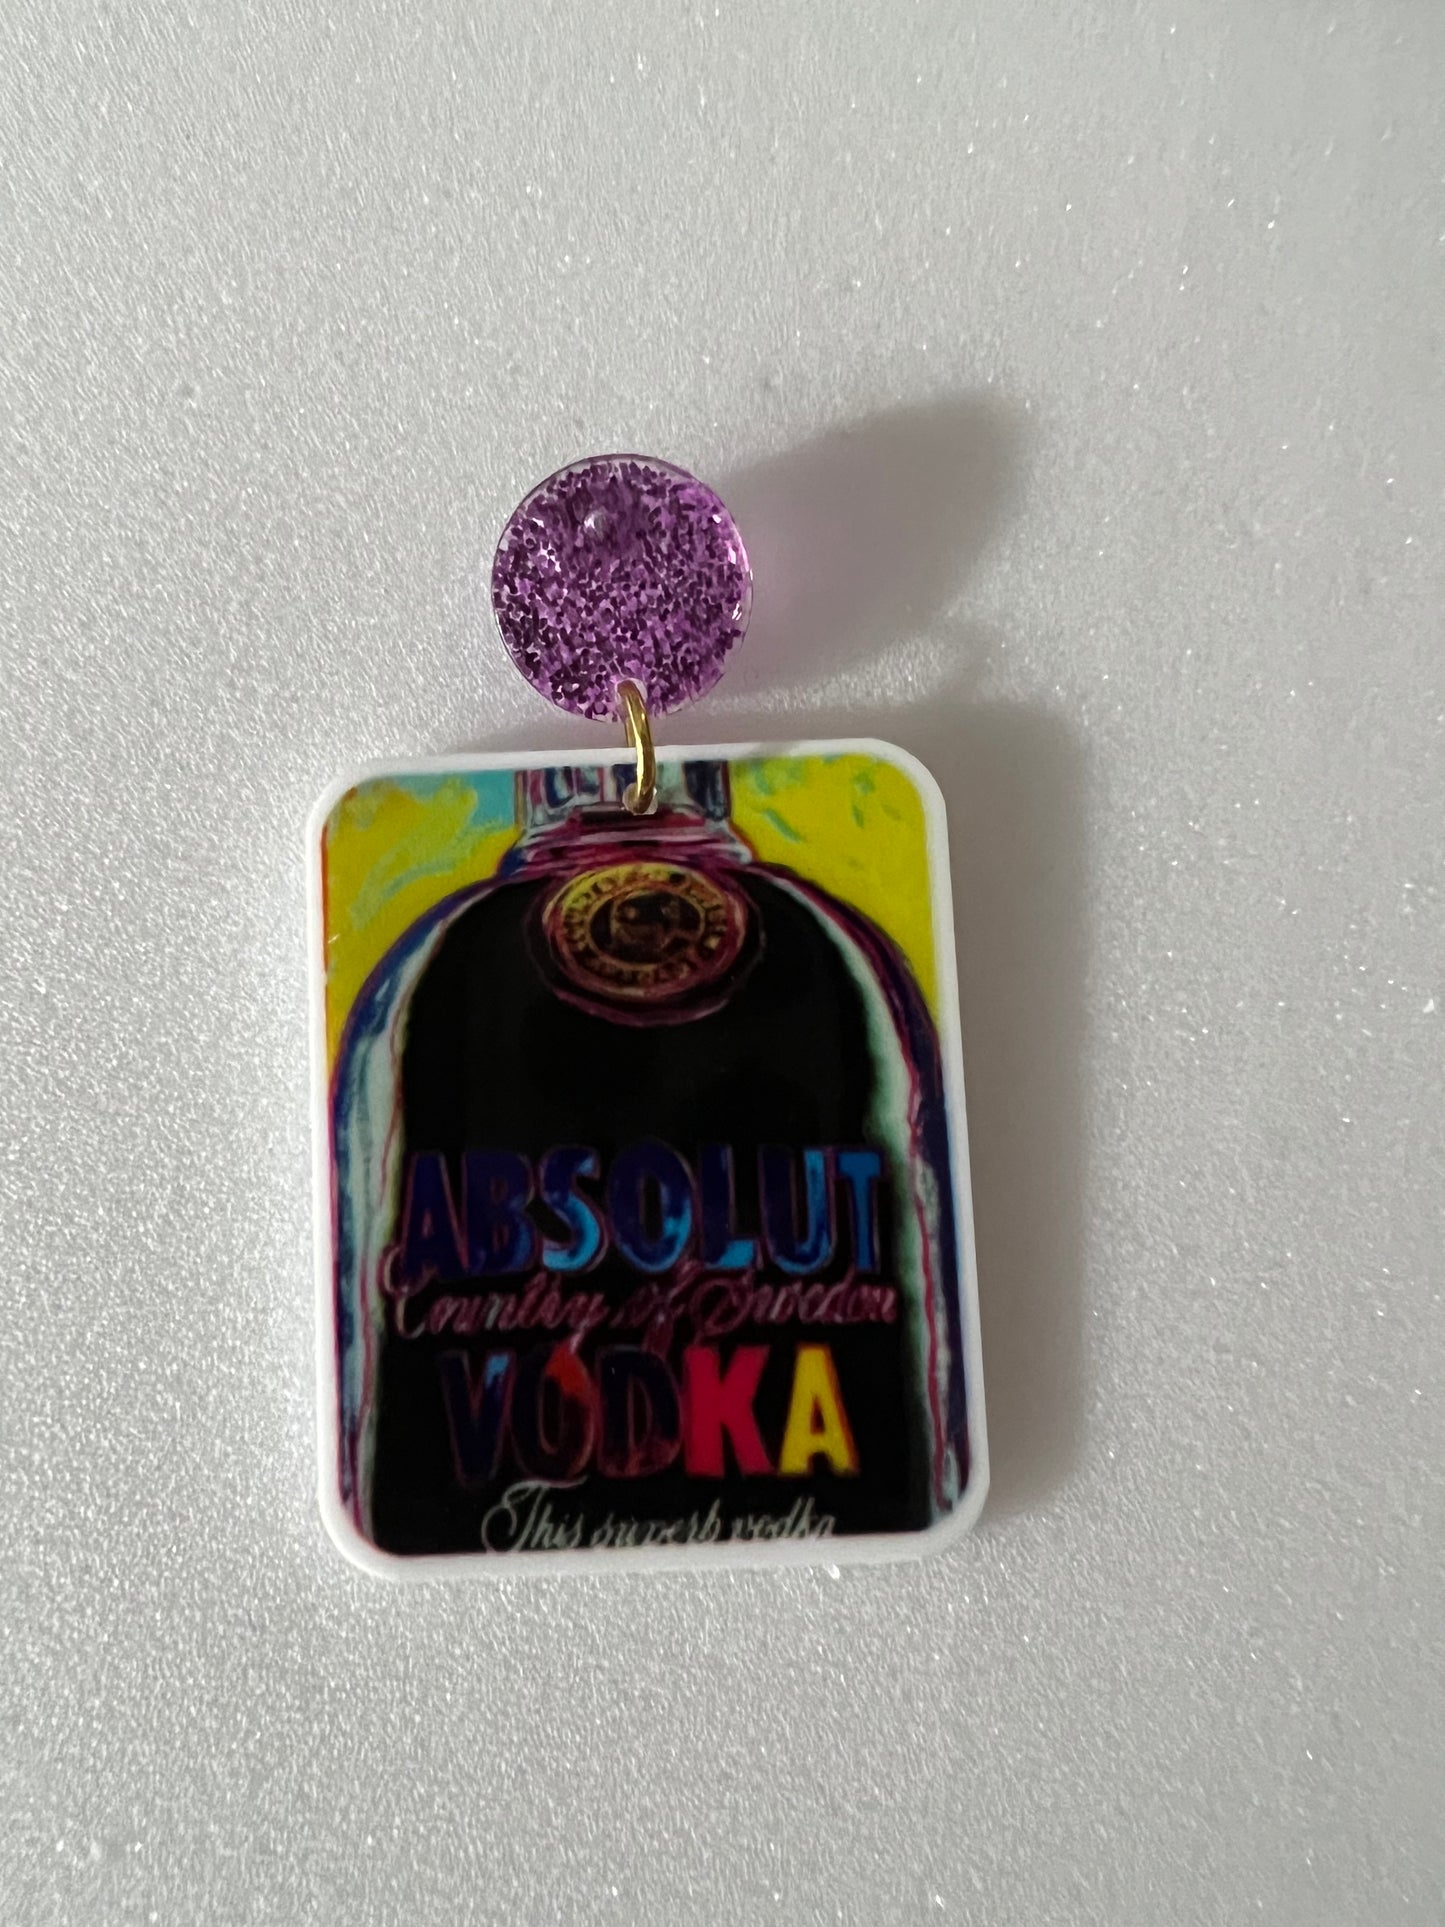 ABSOLUT
Country of Sweden
VODKA
This superb vodka